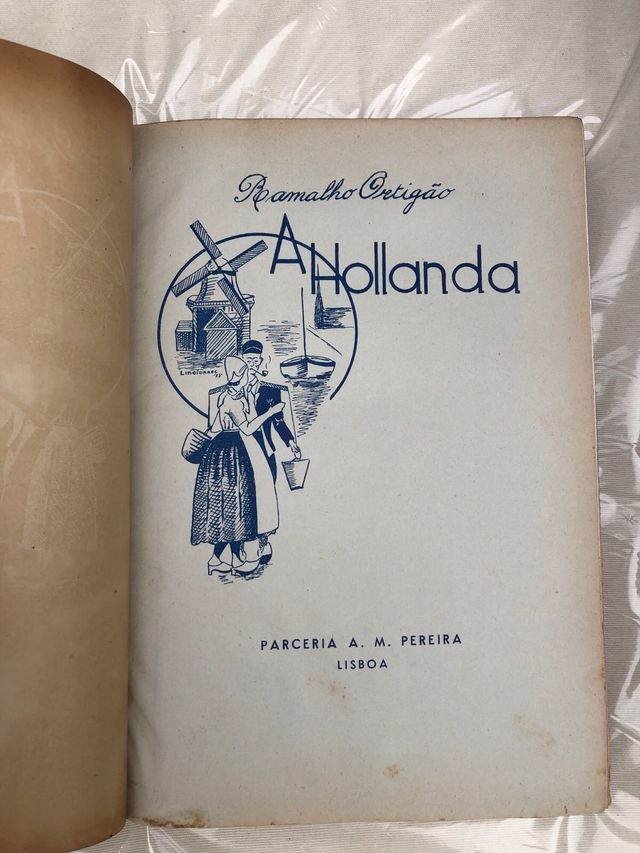 Ramalho Ortigão
A Hollanda
PARCERIA A. M. PEREIRA
LISBOA